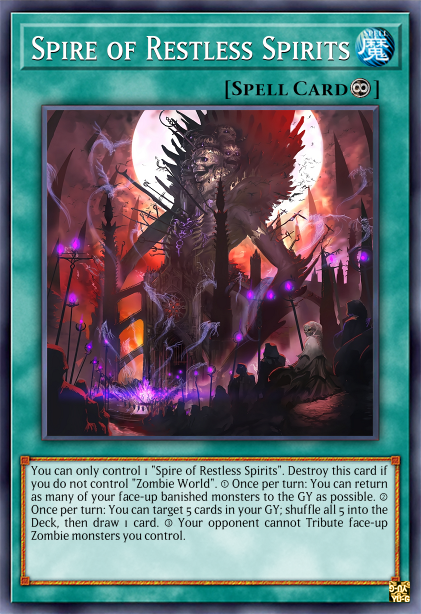 Spire of Restless Spirits
SPELL
魔
[Spell Card]
You can only control 1 "Spire of Restless Spirits". Destroy this card if
you do not control "Zombie World". ① Once per turn: You can return
as many of your face-up banished monsters to the GY as possible. ②
Once per turn: You can target 5 cards in your GY; shuffle all 5 into the
Deck, then draw 1 card. ③ Your opponent cannot Tribute face-up
Zombie monsters you control.